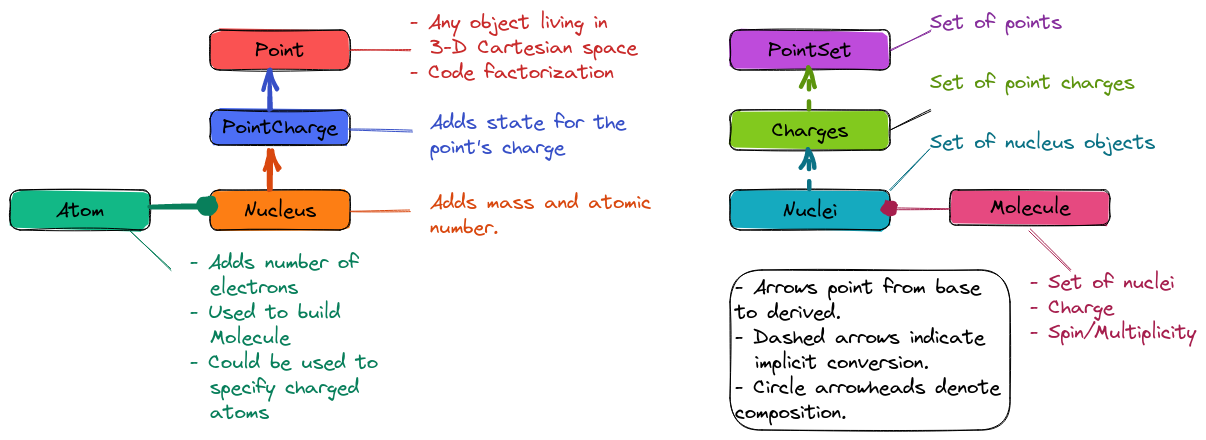 Point
- Any object living in
3-D Cartesian space
- Code factorization
PointCharge
Adds state for the
point's charge
Atom
Nucleus
Adds mass and atomic
number.
- Adds number of
electrons
- Used to build
Molecule
- Could be used to
specify charged
atoms
PointSet
Set of points
Charges
Set of point charges
Set of nucleus objects
Nuclei
Molecule
- Set of nuclei
- Charge
- Spin/Multiplicity
- Arrows point from base
to derived.
- Dashed arrows indicate
implicit conversion.
- Circle arrowheads denote
composition.